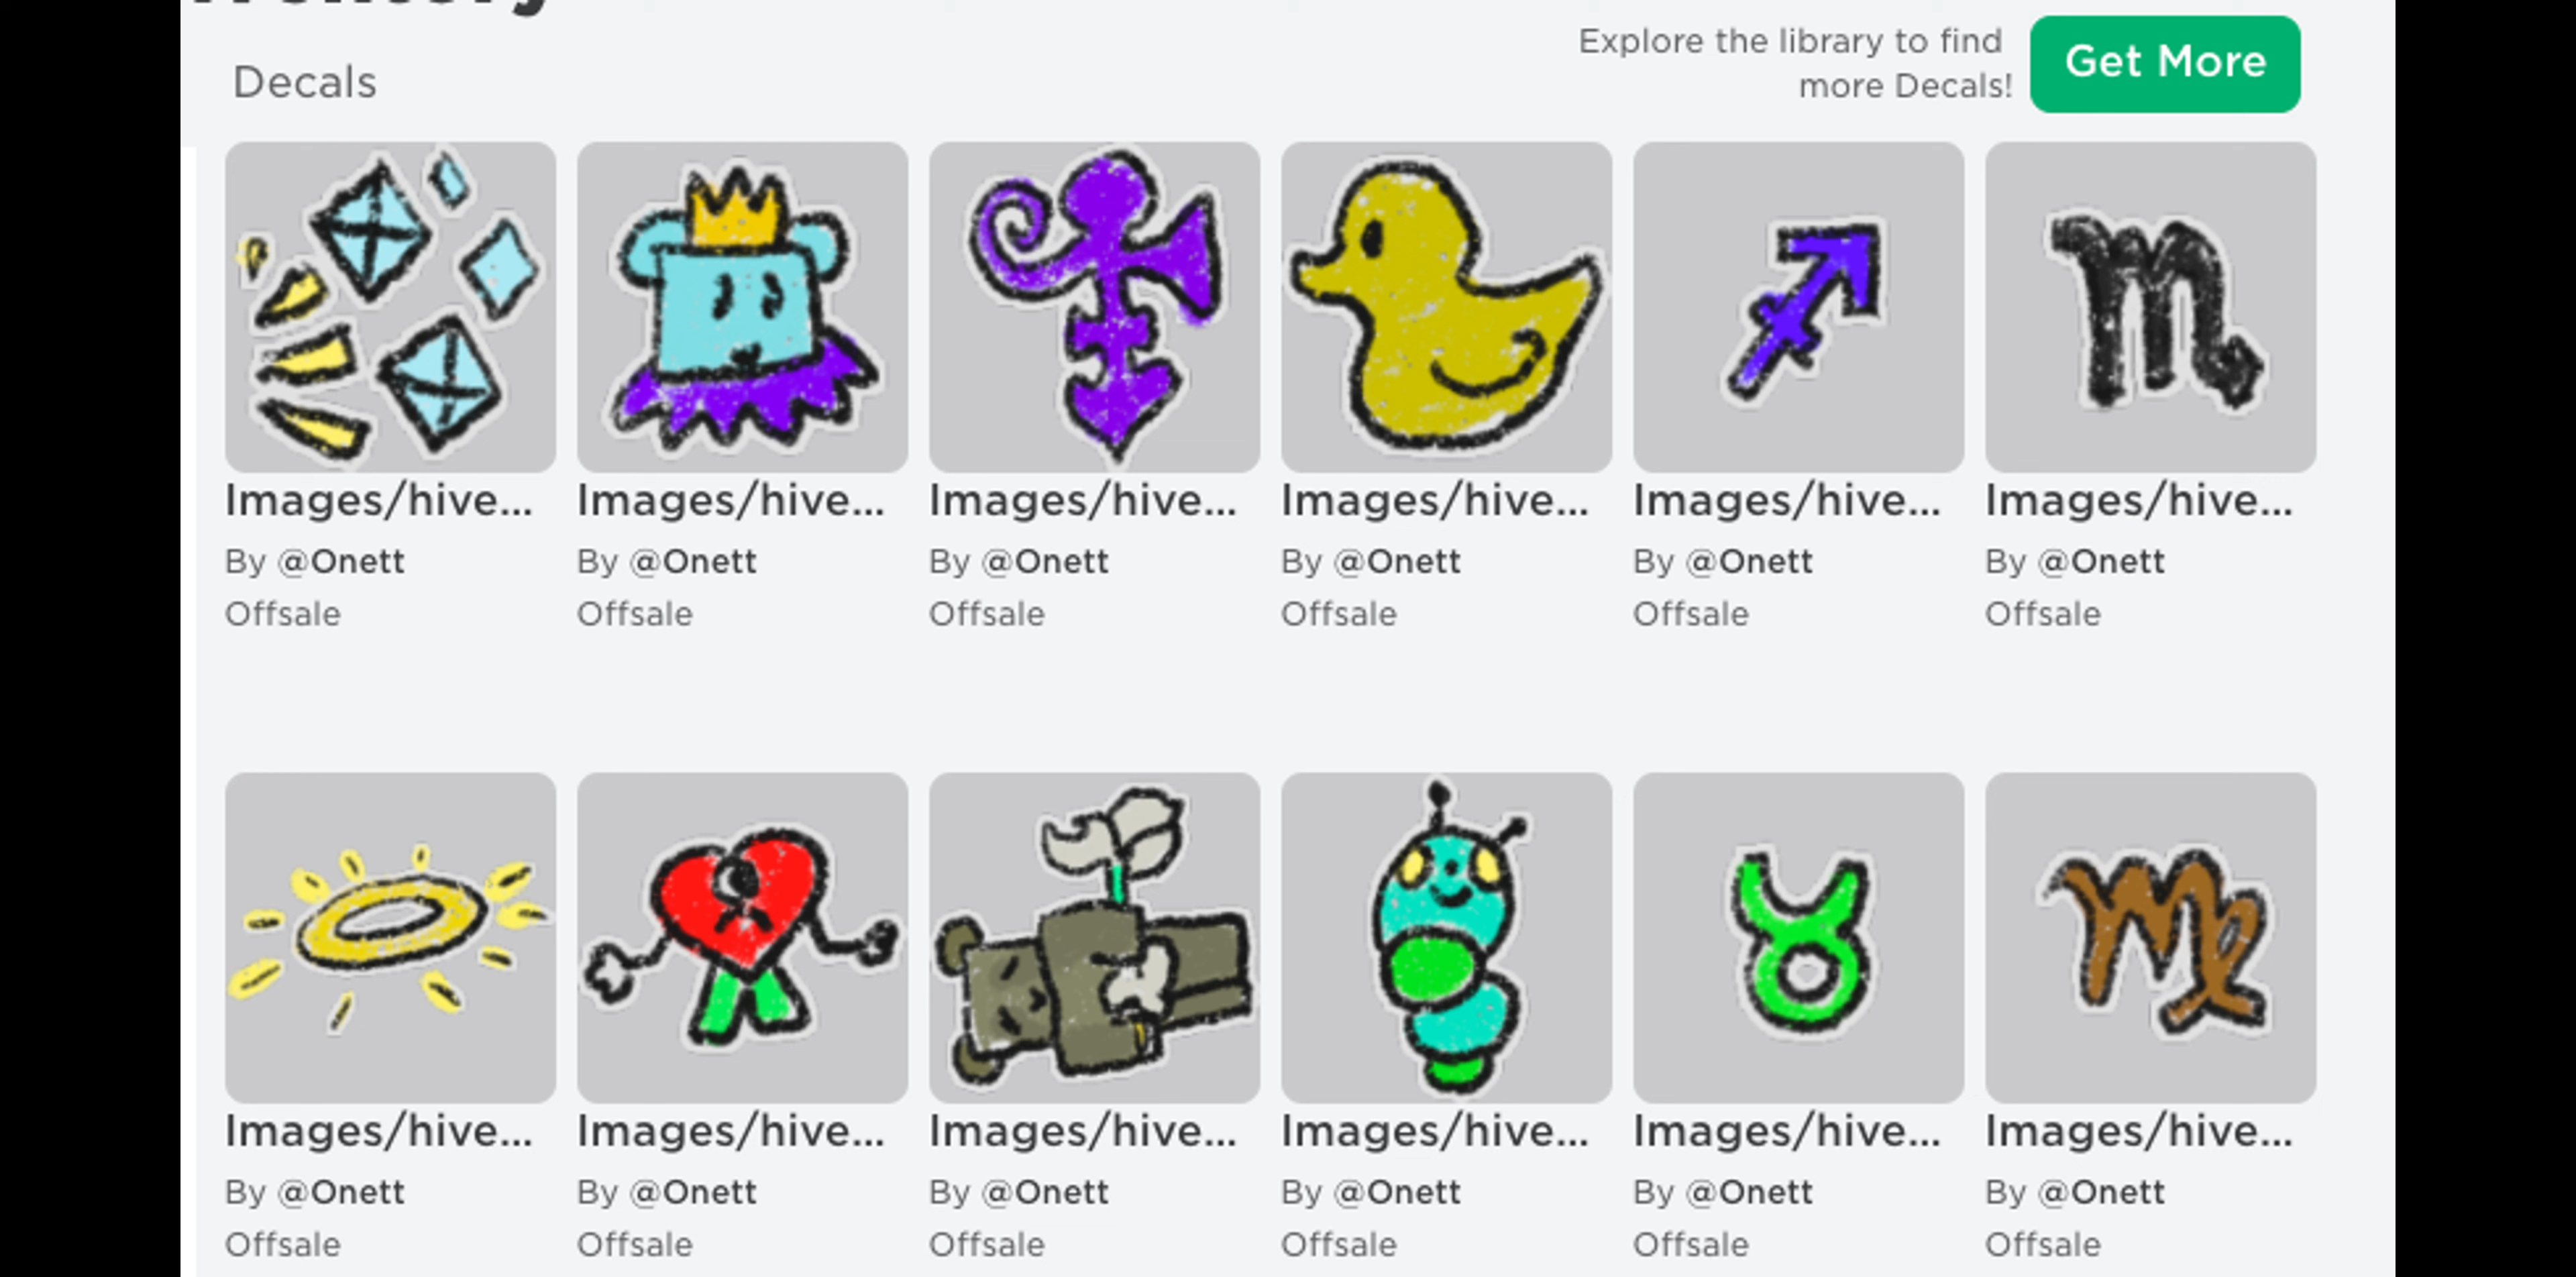 Explore the library to find
Decals
more Decals!
Get More
Images/hive... Images/hive... Images/hive... Images/hive... Images/hive... Images/hive...
By @Onett By @Onett By @Onett By @Onett By @Onett By @Onett
Offsale Offsale Offsale Offsale Offsale Offsale
Images/hive... Images/hive... Images/hive... Images/hive... Images/hive... Images/hive...
By @Onett By @Onett By @Onett By @Onett By @Onett By @Onett
Offsale Offsale Offsale Offsale Offsale Offsale